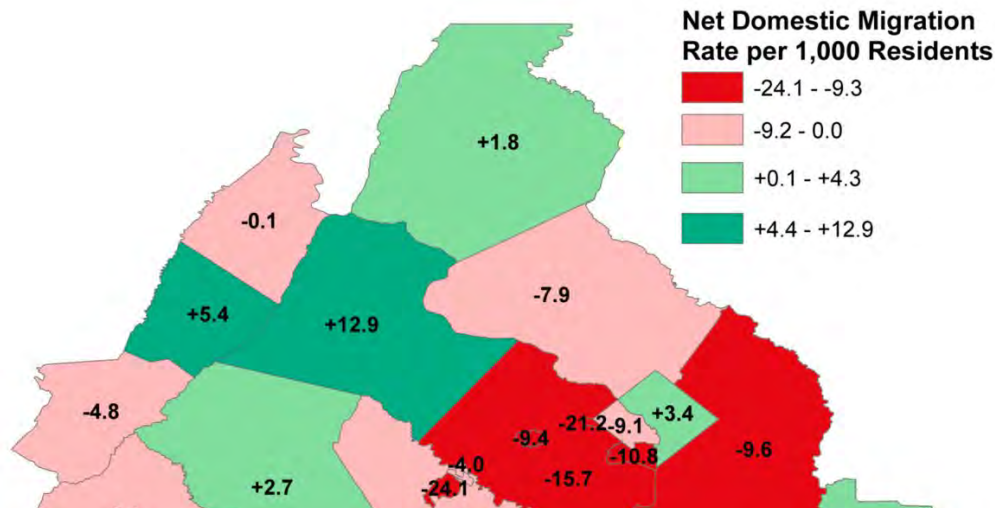 Net Domestic Migration
Rate per 1,000 Residents
-24.1 - -9.3
-9.2 - 0.0
+0.1 - +4.3
+4.4 - +12.9
+1.8
-0.1
-7.9
+5.4
+12.9
-4.8
+3.4
-21.2
-9.1
-9.4
-9.6
-10.8
-4.0
-15.7
-24.1
+2.7